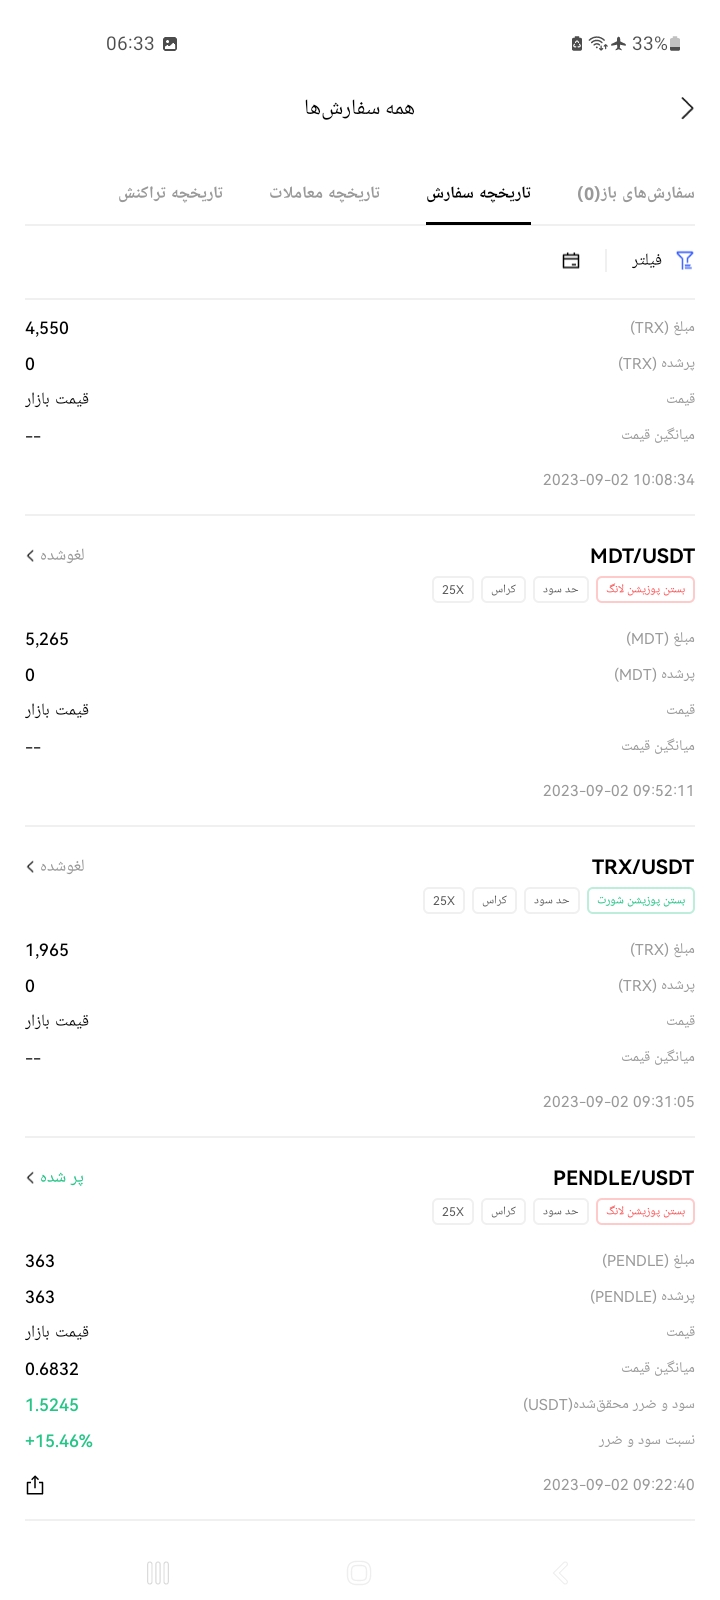 06:33 33%
همه سفارش‌ها
سفارش‌های باز(0) تاریخچه سفارش تاریخچه معاملات تاریخچه تراکنش
فیلتر
مبلغ (TRX) 4,550
پرشده (TRX) 0
قیمت قیمت بازار
میانگین قیمت --
2023-09-02 10:08:34
MDT/USDT لغوشده
بستن پوزیشن لانگ حد سود کراس 25X
مبلغ (MDT) 5,265
پرشده (MDT) 0
قیمت قیمت بازار
میانگین قیمت --
2023-09-02 09:52:11
TRX/USDT لغوشده
بستن پوزیشن شورت حد سود کراس 25X
مبلغ (TRX) 1,965
پرشده (TRX) 0
قیمت قیمت بازار
میانگین قیمت --
2023-09-02 09:31:05
PENDLE/USDT پر شده
بستن پوزیشن لانگ حد سود کراس 25X
مبلغ (PENDLE) 363
پرشده (PENDLE) 363
قیمت قیمت بازار
میانگین قیمت 0.6832
سود و ضرر محقق‌شده(USDT) 1.5245
نسبت سود و ضرر +15.46%
2023-09-02 09:22:40